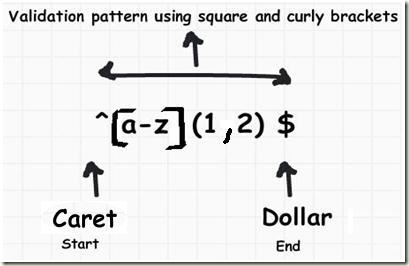 Validation pattern using square and curly brackets
^[a-z](1,2) $
Caret
Dollar
Start
End